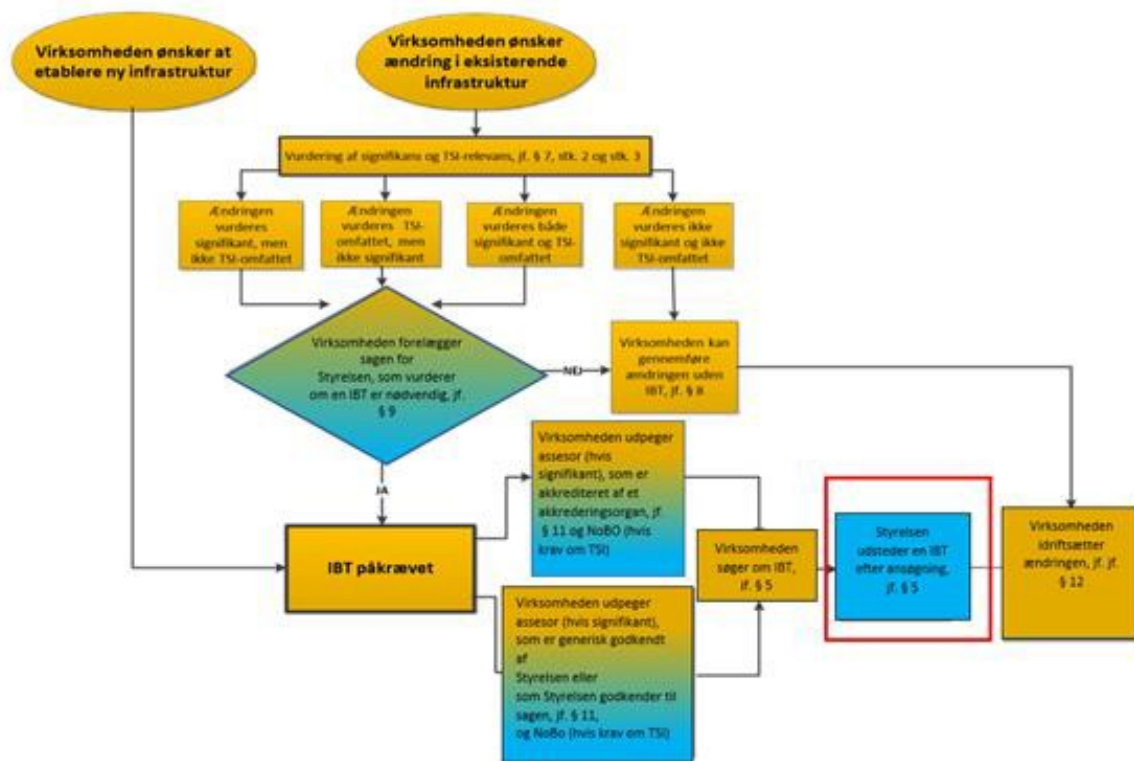 Virksomheden ønsker at
etablere ny infrastruktur
Virksomheden ønsker
ændring i eksisterende
infrastruktur
Vurdering af signifikans og TSI-relevans, jf. § 7, stk. 2 og stk. 3
Ændringen
vurderes
signifikant, men
ikke TSI-omfattet
Ændringen
vurderes TSI-
omfattet, men
ikke signifikant
Ændringen
vurderes både
signifikant og TSI-
omfattet
Ændringen
vurderes ikke
signifikant og ikke
TSI-omfattet
Virksomheden forelægger
sagen for
Styrelsen, som vurderer
om en IBT er nødvendig, jf.
§ 9
NEJ
Virksomheden kan
gennemføre
ændringen uden
IBT, jf. § 8
JA
IBT påkrævet
Virksomheden udpeger
assesor (hvis
signifikant), som er
akkrediteret af et
akkrederingsorgan, jf.
§ 11 og NoBO (hvis
krav om TSI)
Virksomheden udpeger
assesor (hvis signifikant),
som er generisk godkendt
af
Styrelsen eller
som Styrelsen godkender til
sagen, jf. § 11,
og NoBo (hvis krav om TSI)
Virksomheden
søger om IBT,
jf. § 5
Styrelsen
udsteder en IBT
efter ansøgning,
jf. § 5
Virksomheden
idriftsætter
ændringen, jf. jf.
§ 12